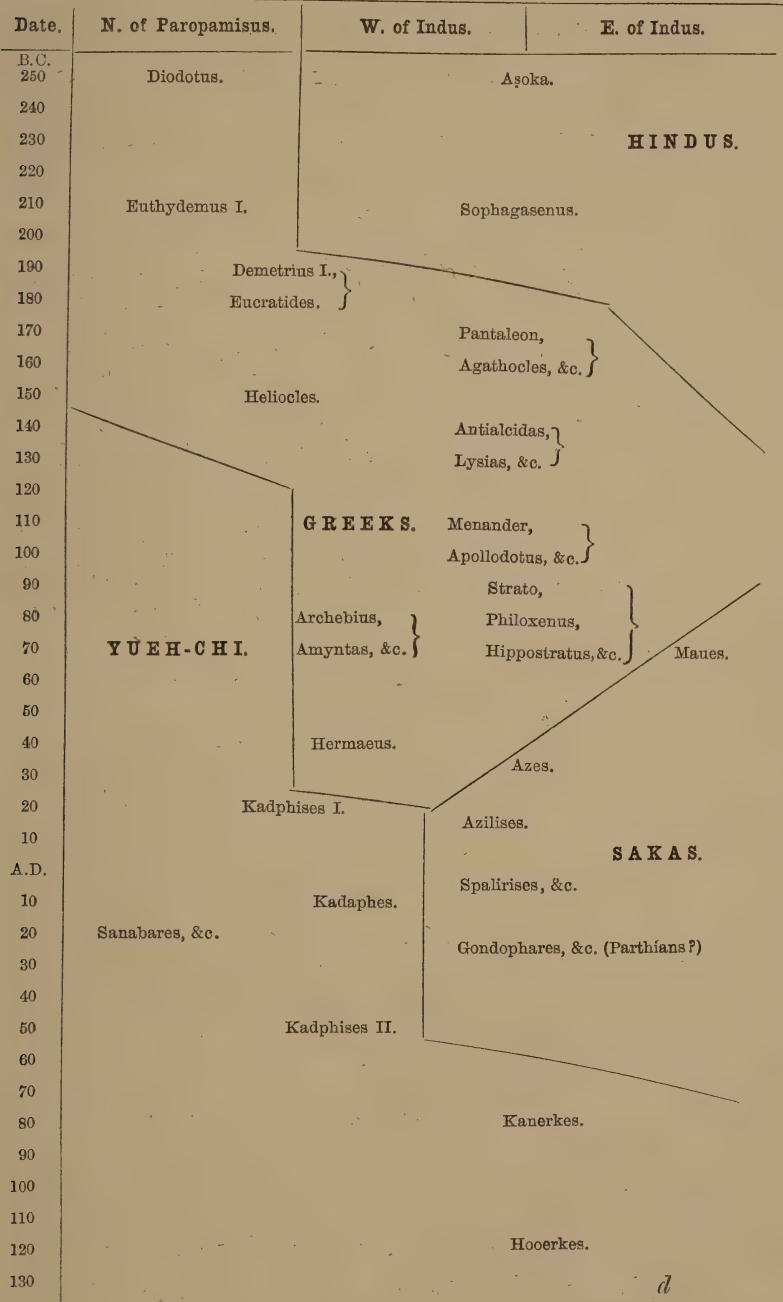 Date. N. of Paropamisus. W. of Indus. E. of Indus.
B.C.
250 Diodotus. Aşoka.
240
230 HINDUS.
220
210 Euthydemus I. Sophagasenus.
200
190 Demetrius I.,
180 Eucratides.
170 Pantaleon,
160 Agathocles, &c.
150 Heliocles.
140 Antialcidas,
130 Lysias, &c.
120
110 GREEKS. Menander,
100 Apollodotus, &c.
90 Strato,
80 Archebius, Philoxenus,
70 YUEH-CHI. Amyntas, &c. Hippostratus, &c. Maues.
60
50
40 Hermaeus.
30 Azes.
20 Kadphises I. Azilises.
10 SAKAS.
A.D. Spalirises, &c.
10 Kadaphes.
20 Sanabares, &c. Gondophares, &c. (Parthians?)
30
40
50 Kadphises II.
60
70
80 Kanerkes.
90
100
110
120 Hooerkes.
130 d